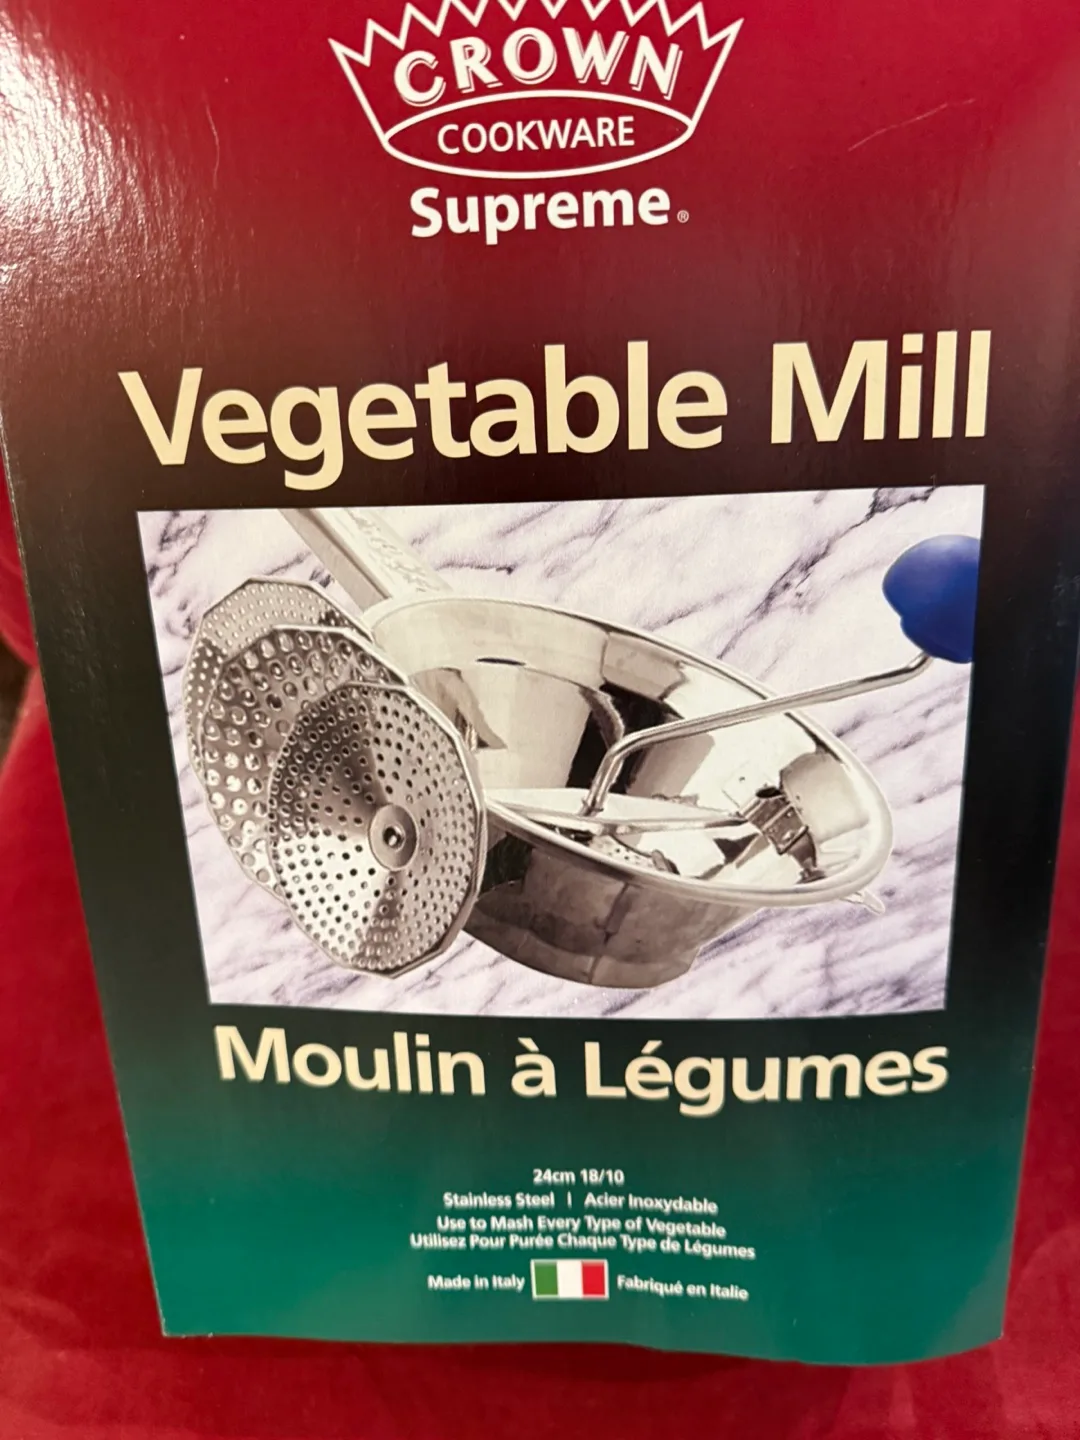 CROWN
COOKWARE
Supreme®
Vegetable Mill
Moulin à Légumes
24cm 18/10
Stainless Steel | Acier Inoxydable
Use to Mash Every Type of Vegetable
Utilisez Pour Purée Chaque Type de Légumes
Made in Italy Fabriqué en Italie